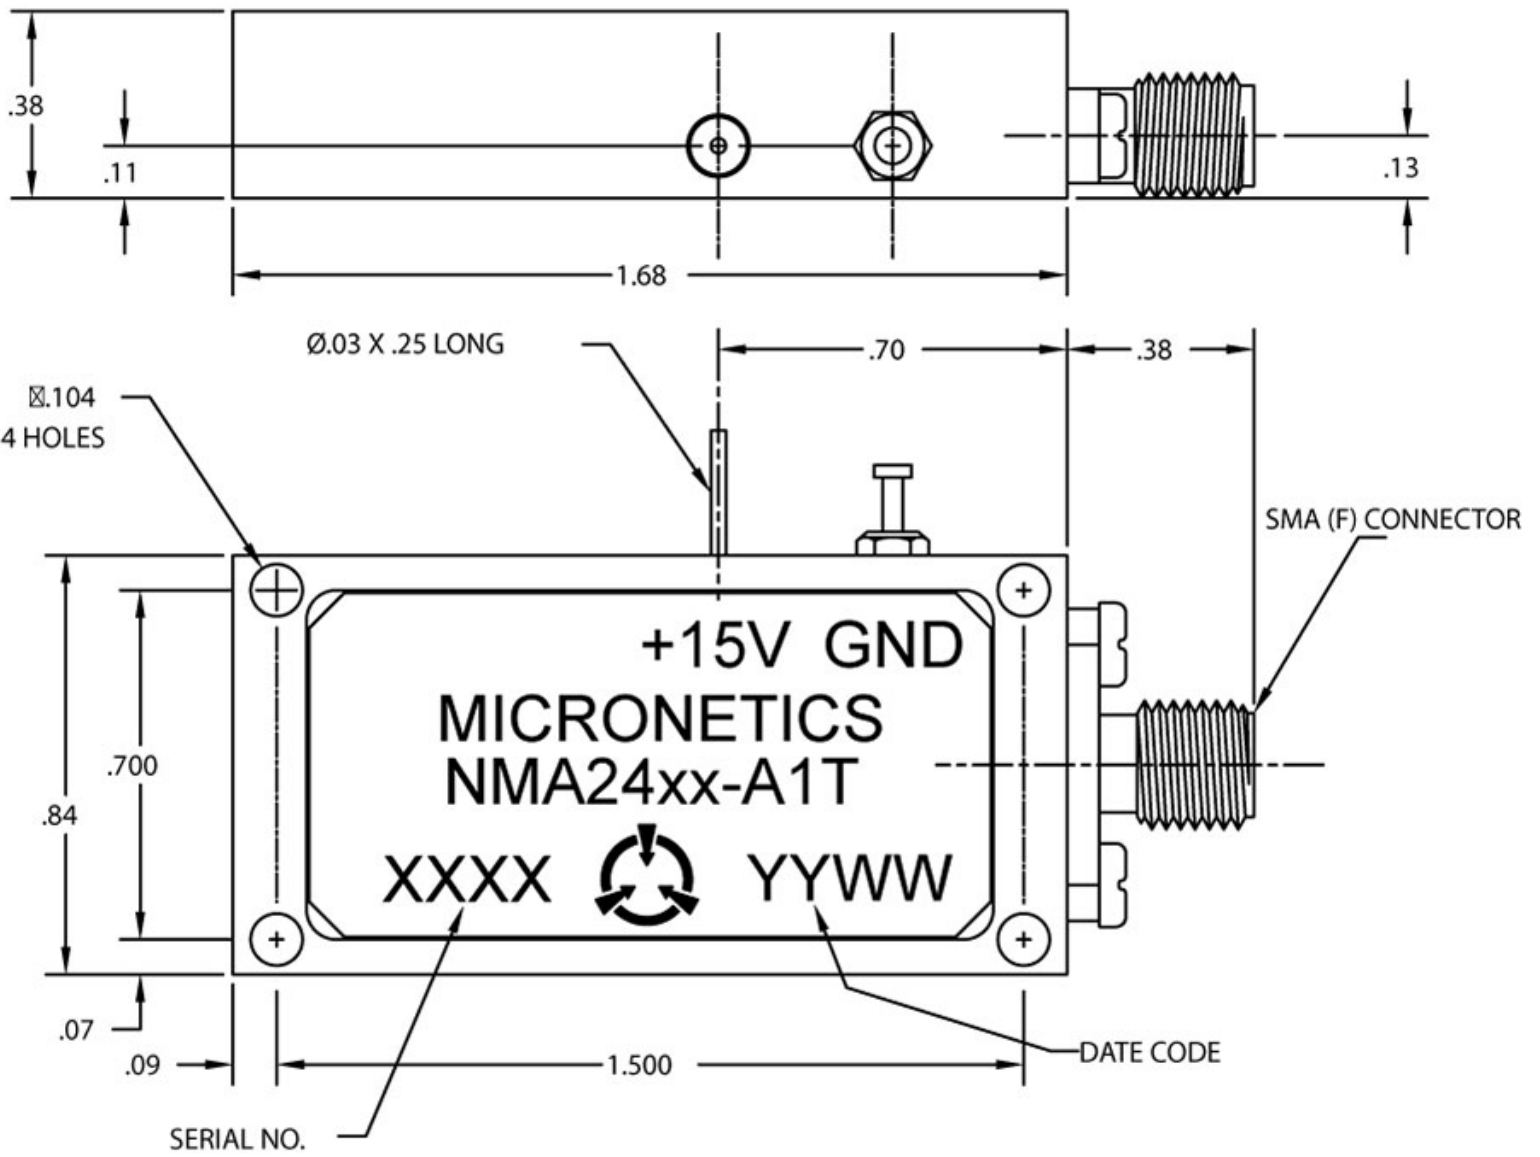 .38
.11
.13
1.68
Ø.03 X .25 LONG
.70
.38
.104
4 HOLES
SMA (F) CONNECTOR
+15V GND
MICRONETICS
NMA24xx-A1T
.700
.84
XXXX YYWW
.07
.09
1.500
DATE CODE
SERIAL NO.